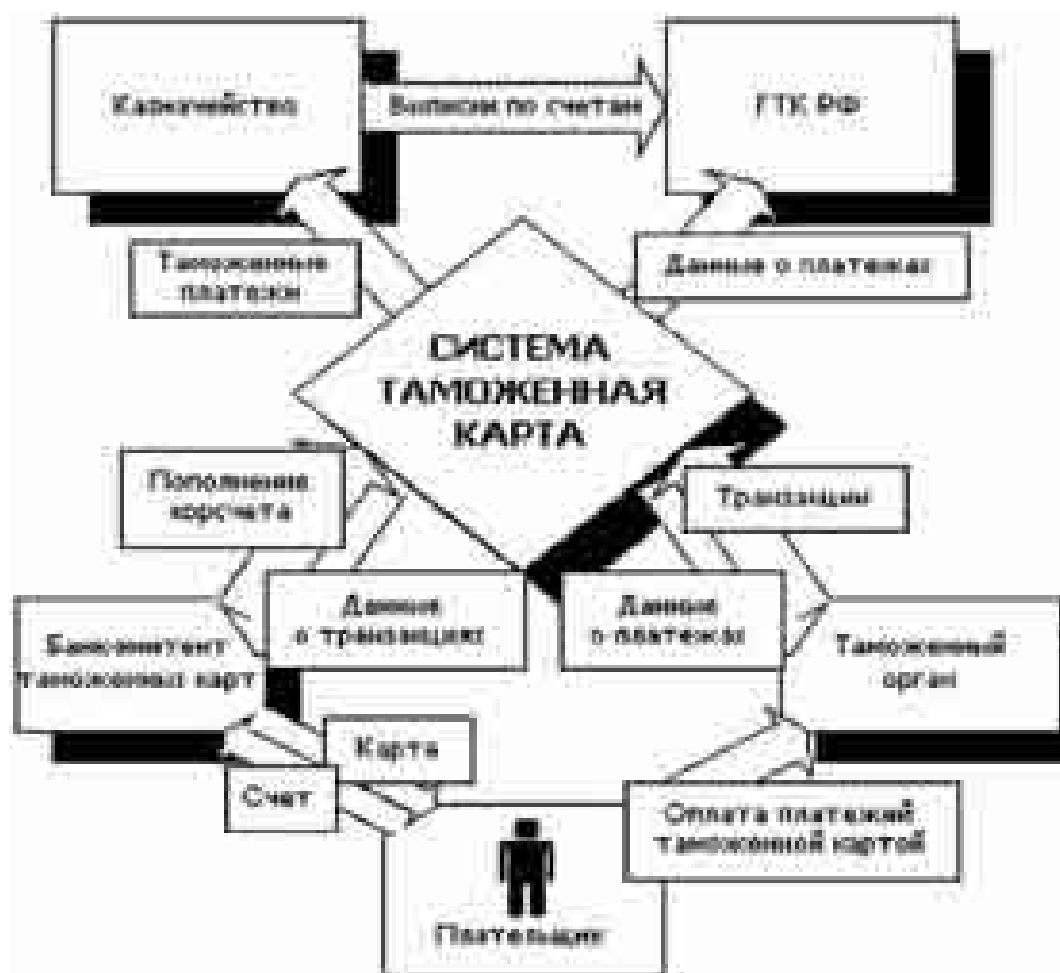 Казначейство
Выписки по счетам
ГТК РФ
Таможенные
платежи
Данные о платежах
СИСТЕМА
ТАМОЖЕННАЯ
КАРТА
Пополнение
корсчета
Транзакции
Данные
о транзакциях
Данные
о платежах
Банк-эмитент
таможенных карт
Таможенный
орган
Карта
Счет
Оплата платежей
таможенной картой
Плательщик